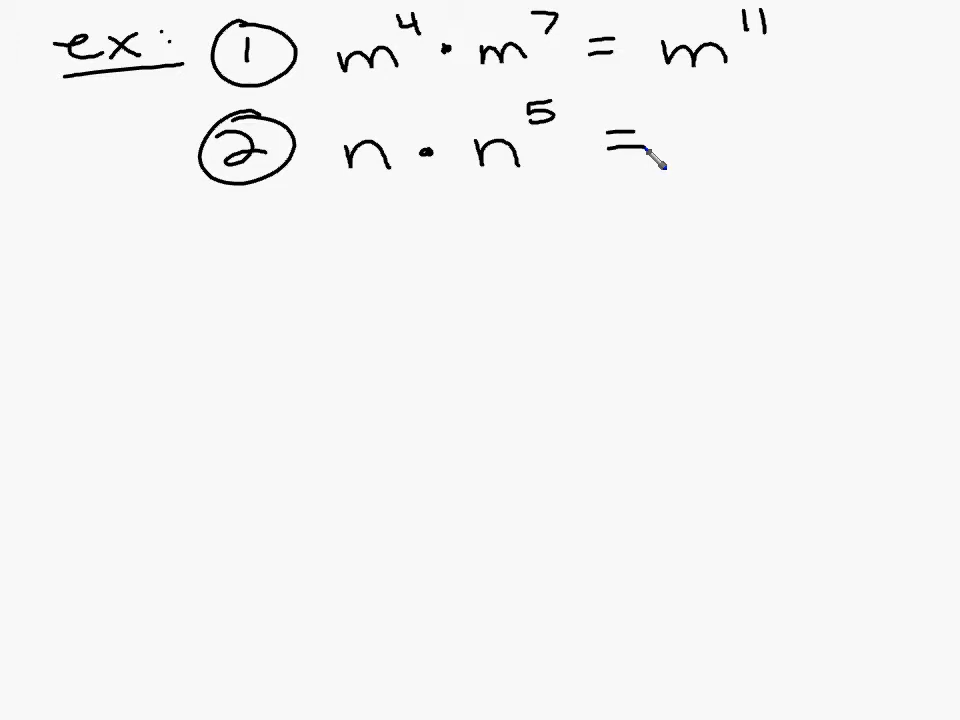 ex: ① m⁴ · m⁷ = m¹¹
② n · n⁵ =